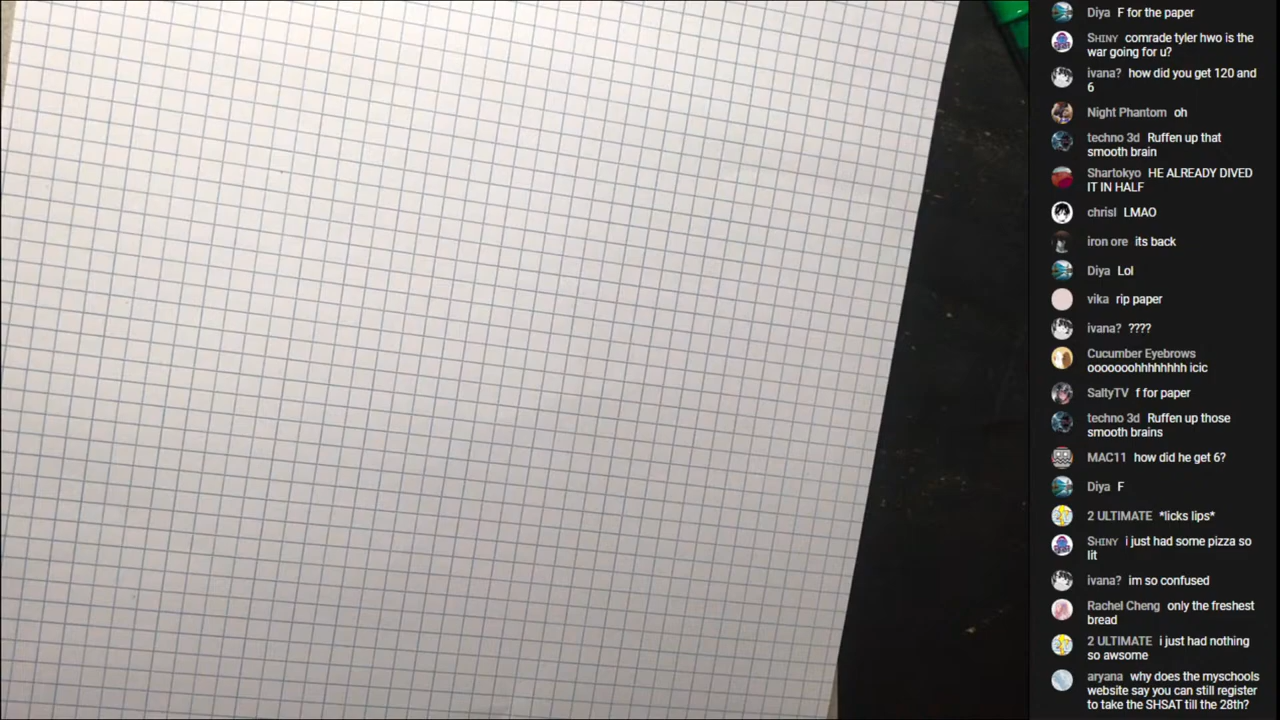 Diya F for the paper
Shiny comrade tyler hwo is the
war going for u?
ivana? how did you get 120 and
6
Night Phantom oh
techno 3d Ruffen up that
smooth brain
Shartokyo HE ALREADY DIVED
IT IN HALF
chrisl LMAO
iron ore its back
Diya Lol
vika rip paper
ivana? ????
Cucumber Eyebrows
ooooooohhhhhhhh icic
SaltyTV f for paper
techno 3d Ruffen up those
smooth brains
MAC11 how did he get 6?
Diya F
2 ULTIMATE *licks lips*
Shiny i just had some pizza so
lit
ivana? im so confused
Rachel Cheng only the freshest
bread
2 ULTIMATE i just had nothing
so awsome
aryana why does the myschools
website say you can still register
to take the SHSAT till the 28th?